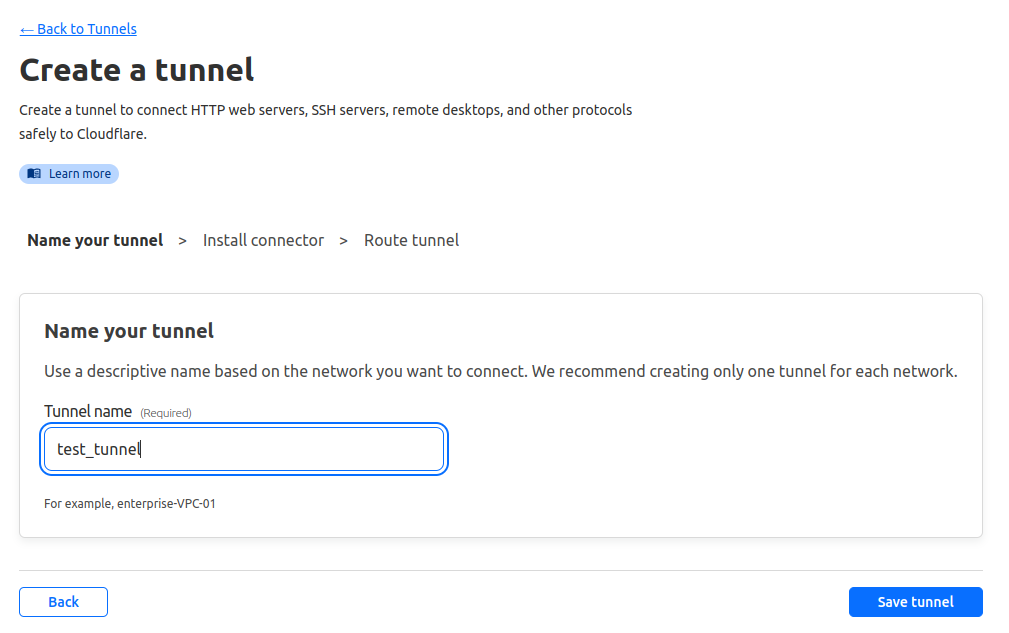 ← Back to Tunnels
Create a tunnel
Create a tunnel to connect HTTP web servers, SSH servers, remote desktops, and other protocols
safely to Cloudflare.
Learn more
Name your tunnel > Install connector > Route tunnel
Name your tunnel
Use a descriptive name based on the network you want to connect. We recommend creating only one tunnel for each network.
Tunnel name (Required)
test_tunnel
For example, enterprise-VPC-01
Back Save tunnel